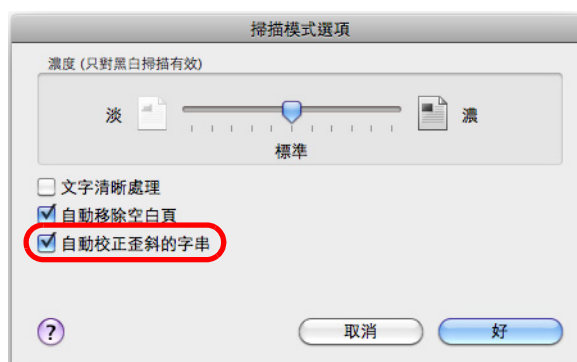 掃描模式選項
濃度 (只對黑白掃描有效)
淡 濃
標準
文字清晰處理
自動移除空白頁
自動校正歪斜的字串
? 取消 好